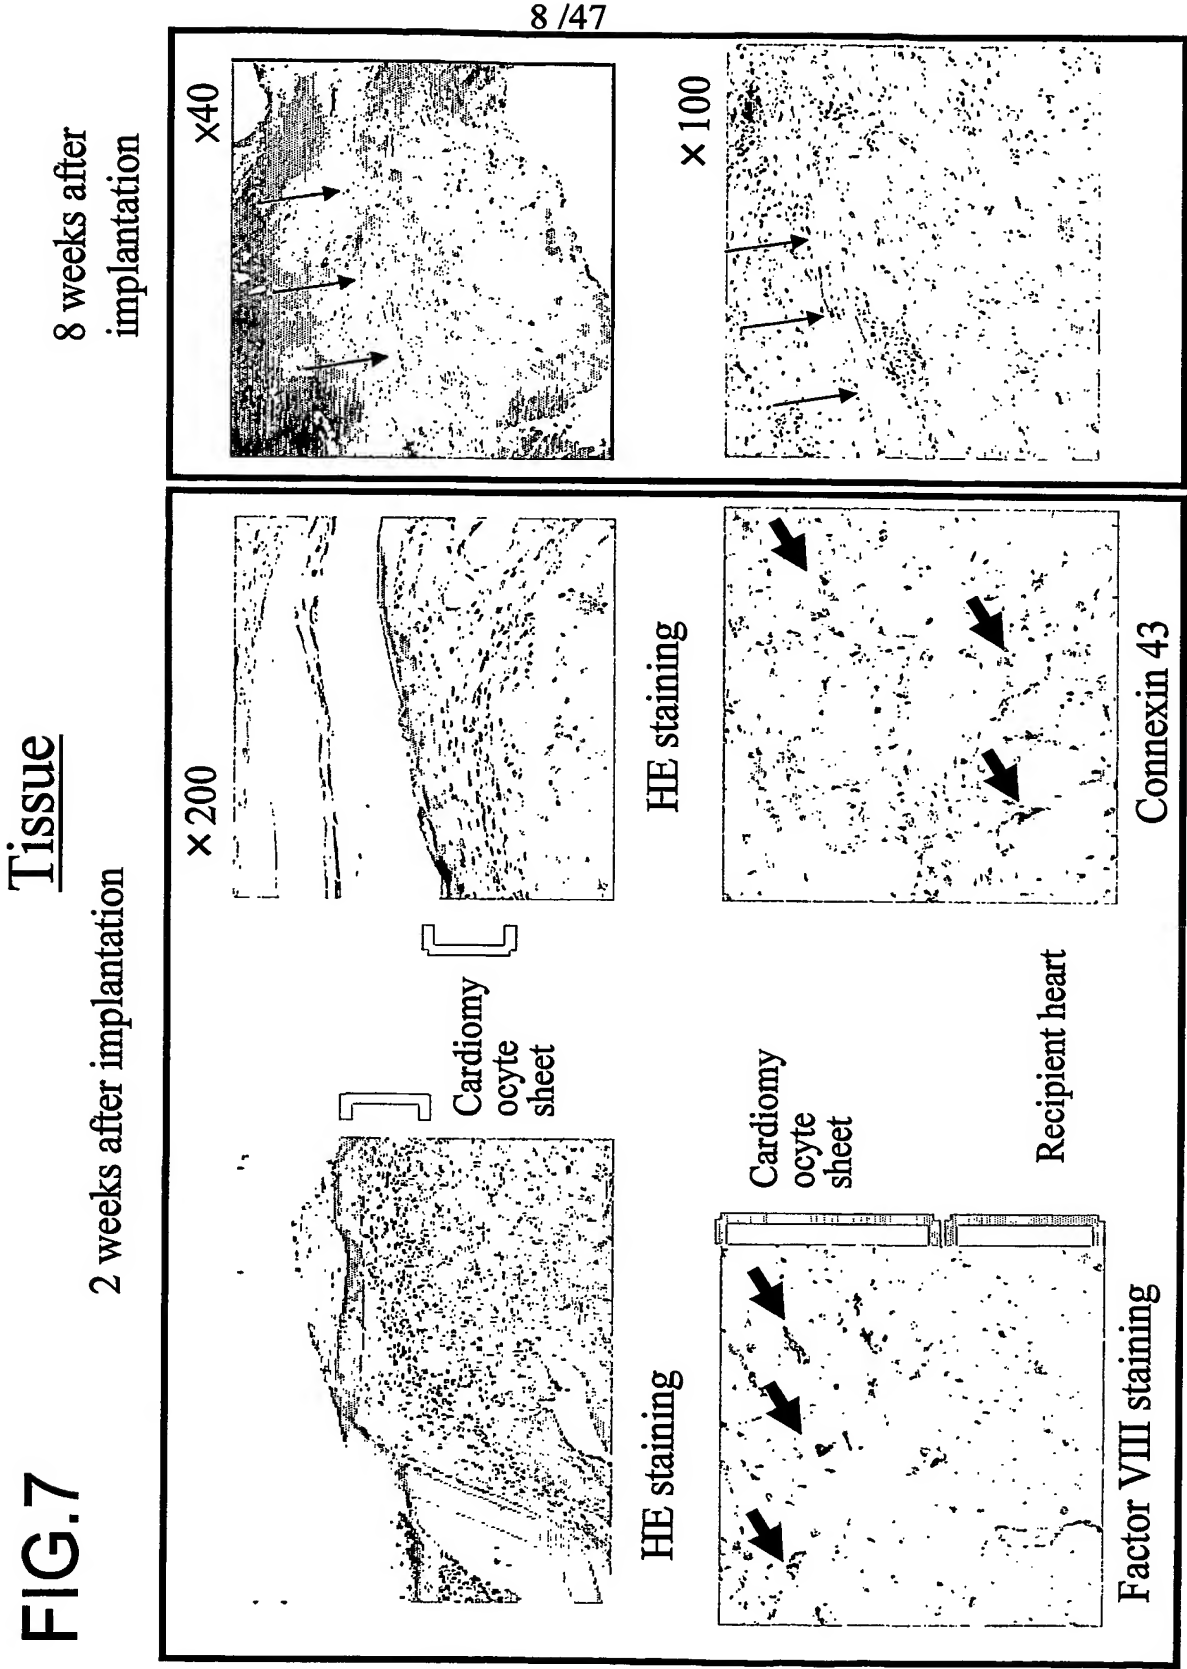 8 /47
FIG.7
Tissue
2 weeks after implantation
8 weeks after
implantation
×200
×40
Cardiomy
ocyte
sheet
HE staining
HE staining
×100
Cardiomy
ocyte
sheet
Recipient heart
Factor VIII staining
Connexin 43